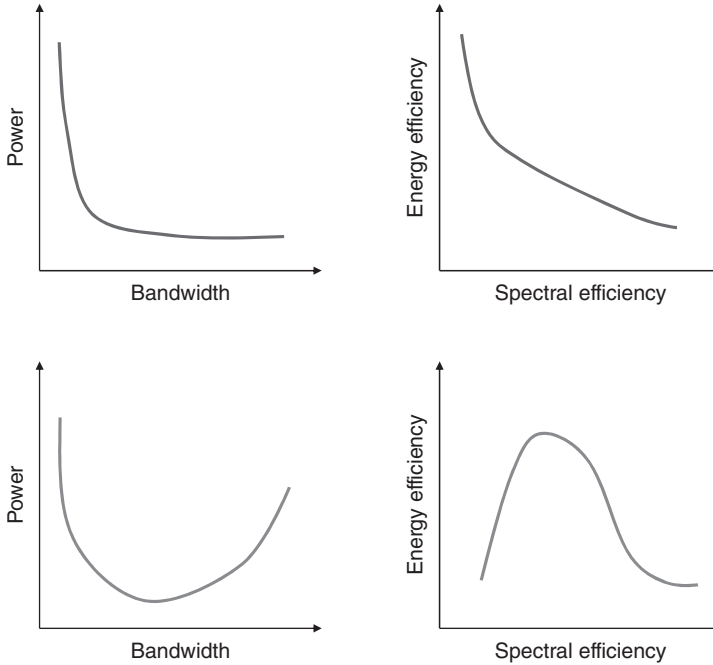 Power
Bandwidth
Energy efficiency
Spectral efficiency
Power
Bandwidth
Energy efficiency
Spectral efficiency